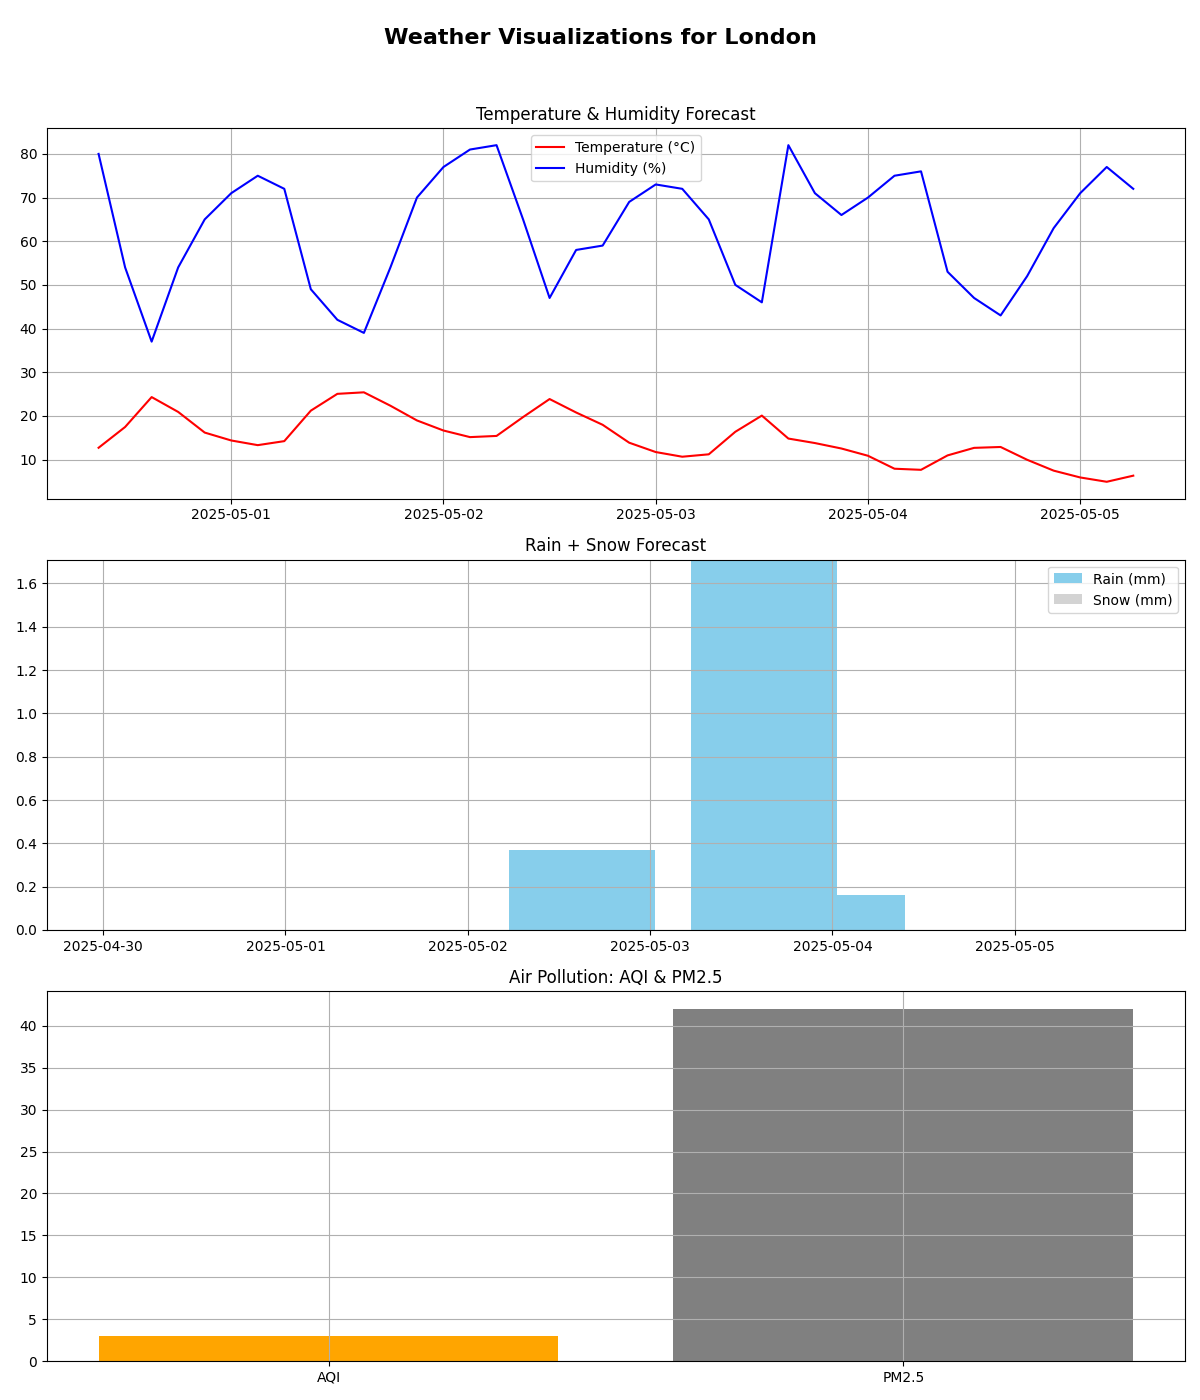 Weather Visualizations for London
Temperature & Humidity Forecast
Temperature (°C)
Humidity (%)
80
70
60
50
40
30
20
10
2025-05-01 2025-05-02 2025-05-03 2025-05-04 2025-05-05
Rain + Snow Forecast
Rain (mm)
Snow (mm)
1.6
1.4
1.2
1.0
0.8
0.6
0.4
0.2
0.0
2025-04-30 2025-05-01 2025-05-02 2025-05-03 2025-05-04 2025-05-05
Air Pollution: AQI & PM2.5
40
35
30
25
20
15
10
5
0
AQI PM2.5